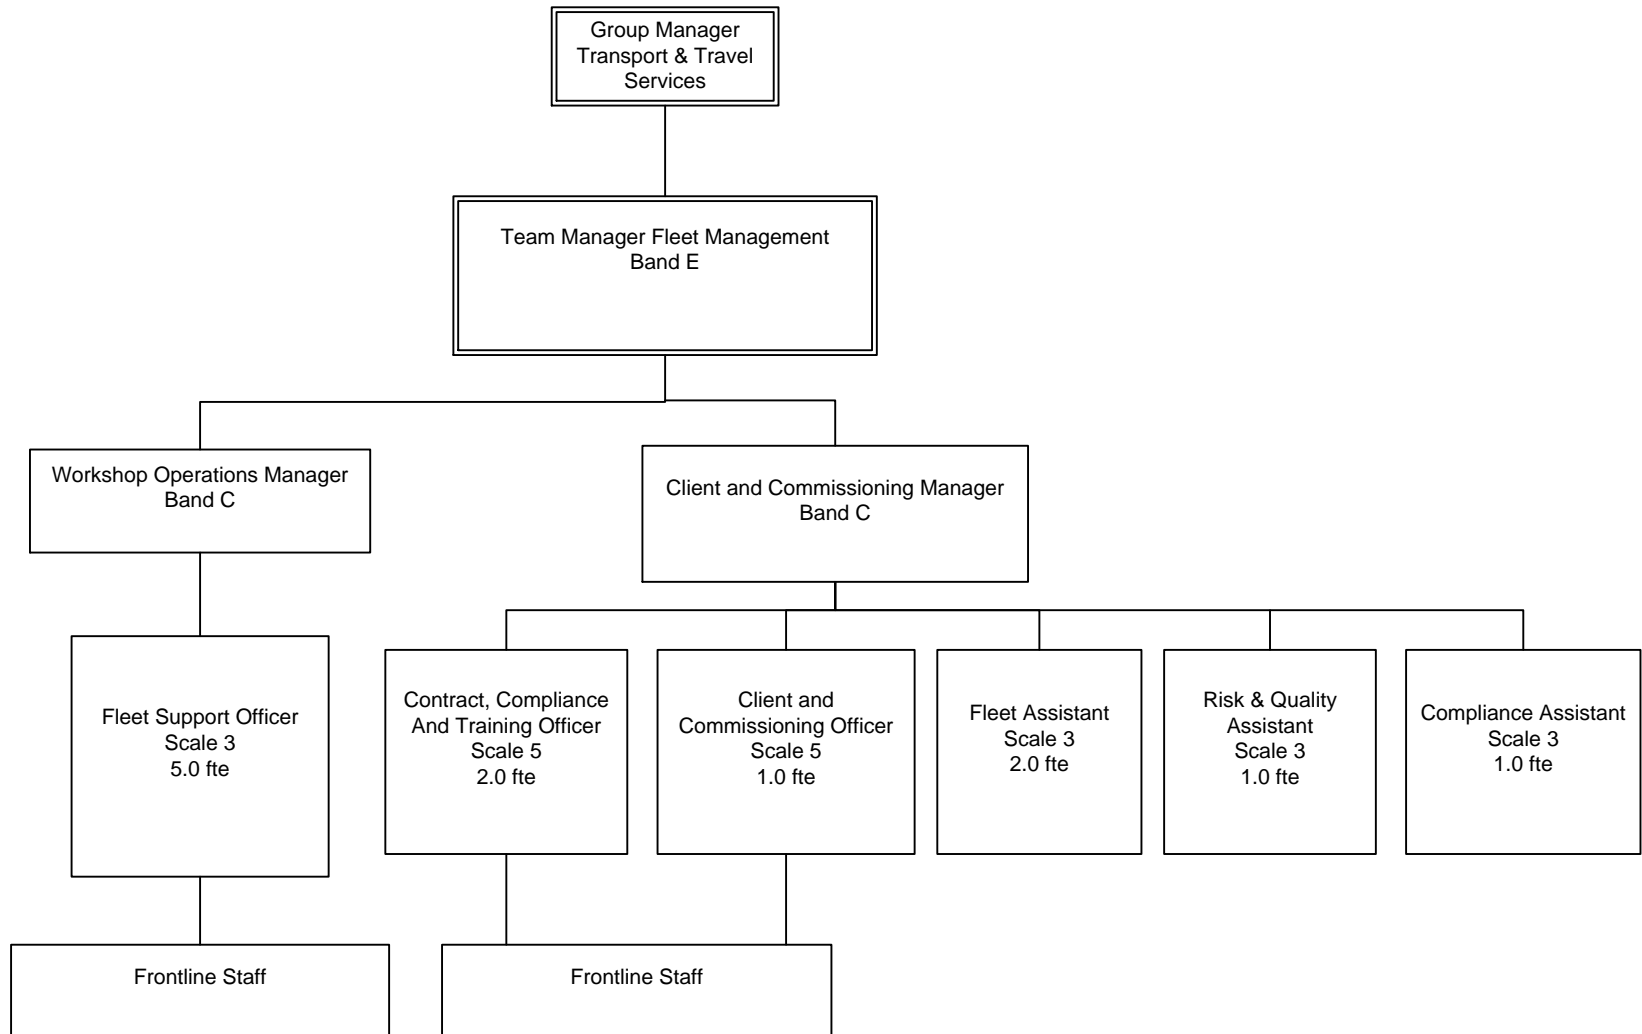 Group Manager
Transport & Travel
Services
Team Manager Fleet Management
Band E
Workshop Operations Manager
Band C
Client and Commissioning Manager
Band C
Fleet Support Officer
Scale 3
5.0 fte
Contract, Compliance
And Training Officer
Scale 5
2.0 fte
Client and
Commissioning Officer
Scale 5
1.0 fte
Fleet Assistant
Scale 3
2.0 fte
Risk & Quality
Assistant
Scale 3
1.0 fte
Compliance Assistant
Scale 3
1.0 fte
Frontline Staff
Frontline Staff